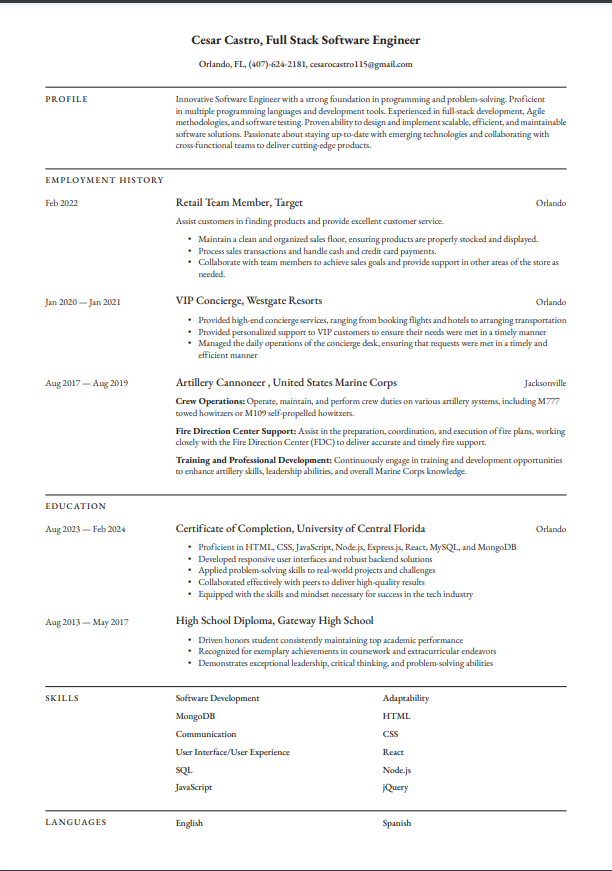 Cesar Castro, Full Stack Software Engineer
Orlando, FL, (407)-624-2181, cesarocastro115@gmail.com
PROFILE
Innovative Software Engineer with a strong foundation in programming and problem-solving. Proficient
in multiple programming languages and development tools. Experienced in full-stack development, Agile
methodologies, and software testing. Proven ability to design and implement scalable, efficient, and maintainable
software solutions. Passionate about staying up-to-date with emerging technologies and collaborating with
cross-functional teams to deliver cutting-edge products.
EMPLOYMENT HISTORY
Feb 2022 Retail Team Member, Target Orlando
Assist customers in finding products and provide excellent customer service.
• Maintain a clean and organized sales floor, ensuring products are properly stocked and displayed.
• Process sales transactions and handle cash and credit card payments.
• Collaborate with team members to achieve sales goals and provide support in other areas of the store as
needed.
Jan 2020 — Jan 2021 VIP Concierge, Westgate Resorts Orlando
• Provided high-end concierge services, ranging from booking flights and hotels to arranging transportation
• Provided personalized support to VIP customers to ensure their needs were met in a timely manner
• Managed the daily operations of the concierge desk, ensuring that requests were met in a timely and
efficient manner
Aug 2017 — Aug 2019 Artillery Cannoneer , United States Marine Corps Jacksonville
Crew Operations: Operate, maintain, and perform crew duties on various artillery systems, including M777
towed howitzers or M109 self-propelled howitzers.
Fire Direction Center Support: Assist in the preparation, coordination, and execution of fire plans, working
closely with the Fire Direction Center (FDC) to deliver accurate and timely fire support.
Training and Professional Development: Continuously engage in training and development opportunities
to enhance artillery skills, leadership abilities, and overall Marine Corps knowledge.
EDUCATION
Aug 2023 — Feb 2024 Certificate of Completion, University of Central Florida Orlando
• Proficient in HTML, CSS, JavaScript, Node.js, Express.js, React, MySQL, and MongoDB
• Developed responsive user interfaces and robust backend solutions
• Applied problem-solving skills to real-world projects and challenges
• Collaborated effectively with peers to deliver high-quality results
• Equipped with the skills and mindset necessary for success in the tech industry
Aug 2013 — May 2017 High School Diploma, Gateway High School
• Driven honors student consistently maintaining top academic performance
• Recognized for exemplary achievements in coursework and extracurricular endeavors
• Demonstrates exceptional leadership, critical thinking, and problem-solving abilities
SKILLS Software Development Adaptability
MongoDB HTML
Communication CSS
User Interface/User Experience React
SQL Node.js
JavaScript jQuery
LANGUAGES English Spanish